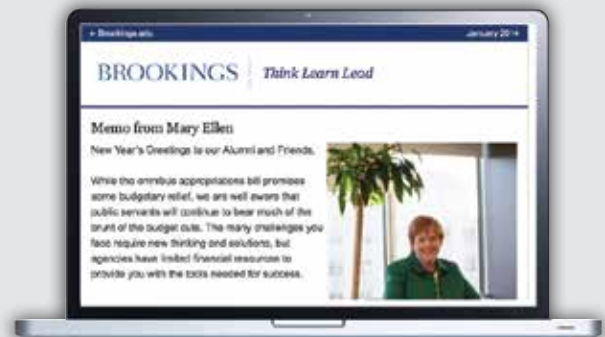 « Brookings.edu
January 2014
BROOKINGS
Think Learn Lead
Memo from Mary Ellen
New Year's Greetings to our Alumni and Friends,
While the omnibus appropriations bill promises
some budgetary relief, we are well aware that
public servants will continue to bear much of the
brunt of the budget cuts. The many challenges you
face require new thinking and solutions, but
agencies have limited financial resources to
provide you with the tools needed for success.